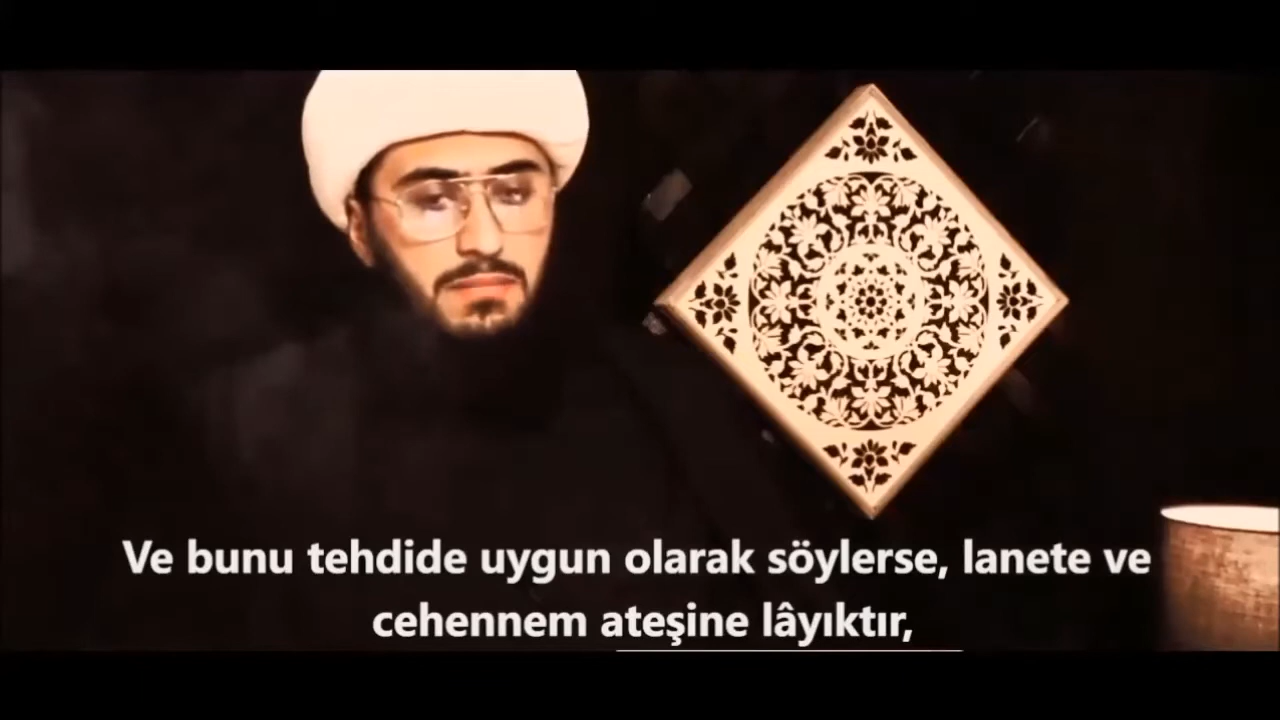 Ve bunu tehdide uygun olarak söylerse, lanete ve
cehennem ateşine lâyıktır,